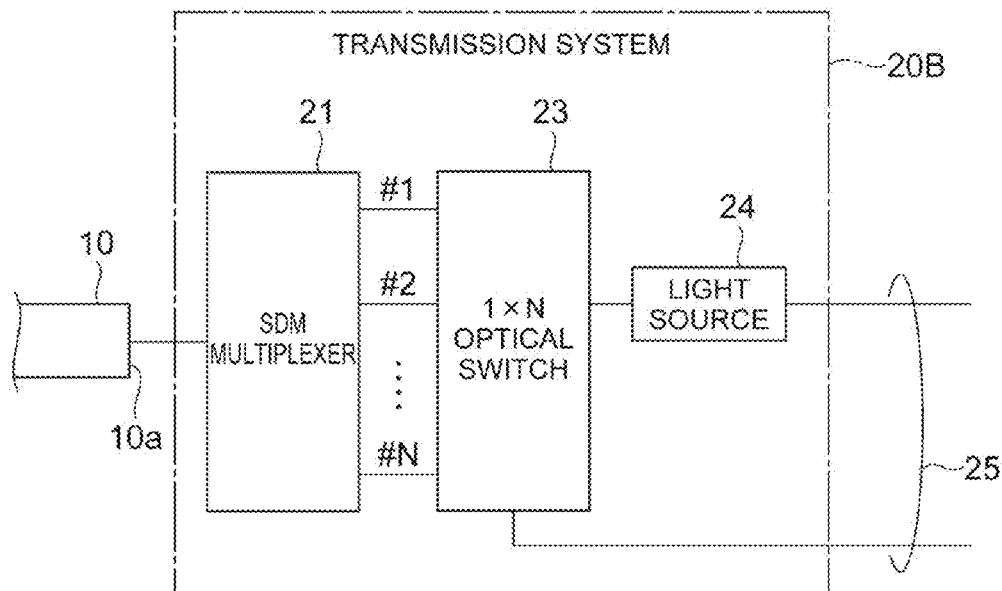 TRANSMISSION SYSTEM
20B
21
23
#1
24
10
#2
LIGHT
SOURCE
SDM
MULTIPLEXER
1×N
OPTICAL
SWITCH
10a
#N
25